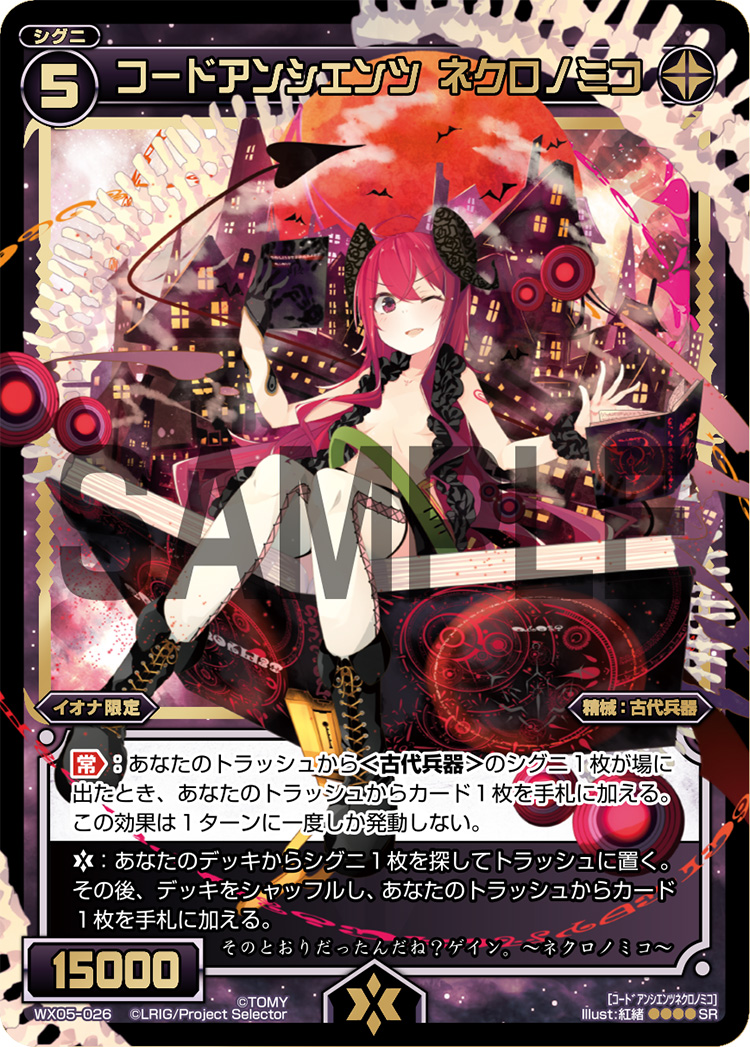 シグニ
5
コードアンシエンツ ネクロノミコ
SAMPLE
イオナ限定
精械：古代兵器
常：あなたのトラッシュから＜古代兵器＞のシグニ１枚が場に
出たとき、あなたのトラッシュからカード１枚を手札に加える。
この効果は１ターンに一度しか発動しない。
：あなたのデッキからシグニ１枚を探してトラッシュに置く。
その後、デッキをシャッフルし、あなたのトラッシュからカード
１枚を手札に加える。
そのとおりだったんだね？ゲイン。～ネクロノミコ～
15000
WX05-026
©TOMY
©LRIG/Project Selector
[コードアンシエンツネクロノミコ]
Illust:紅緒
SR